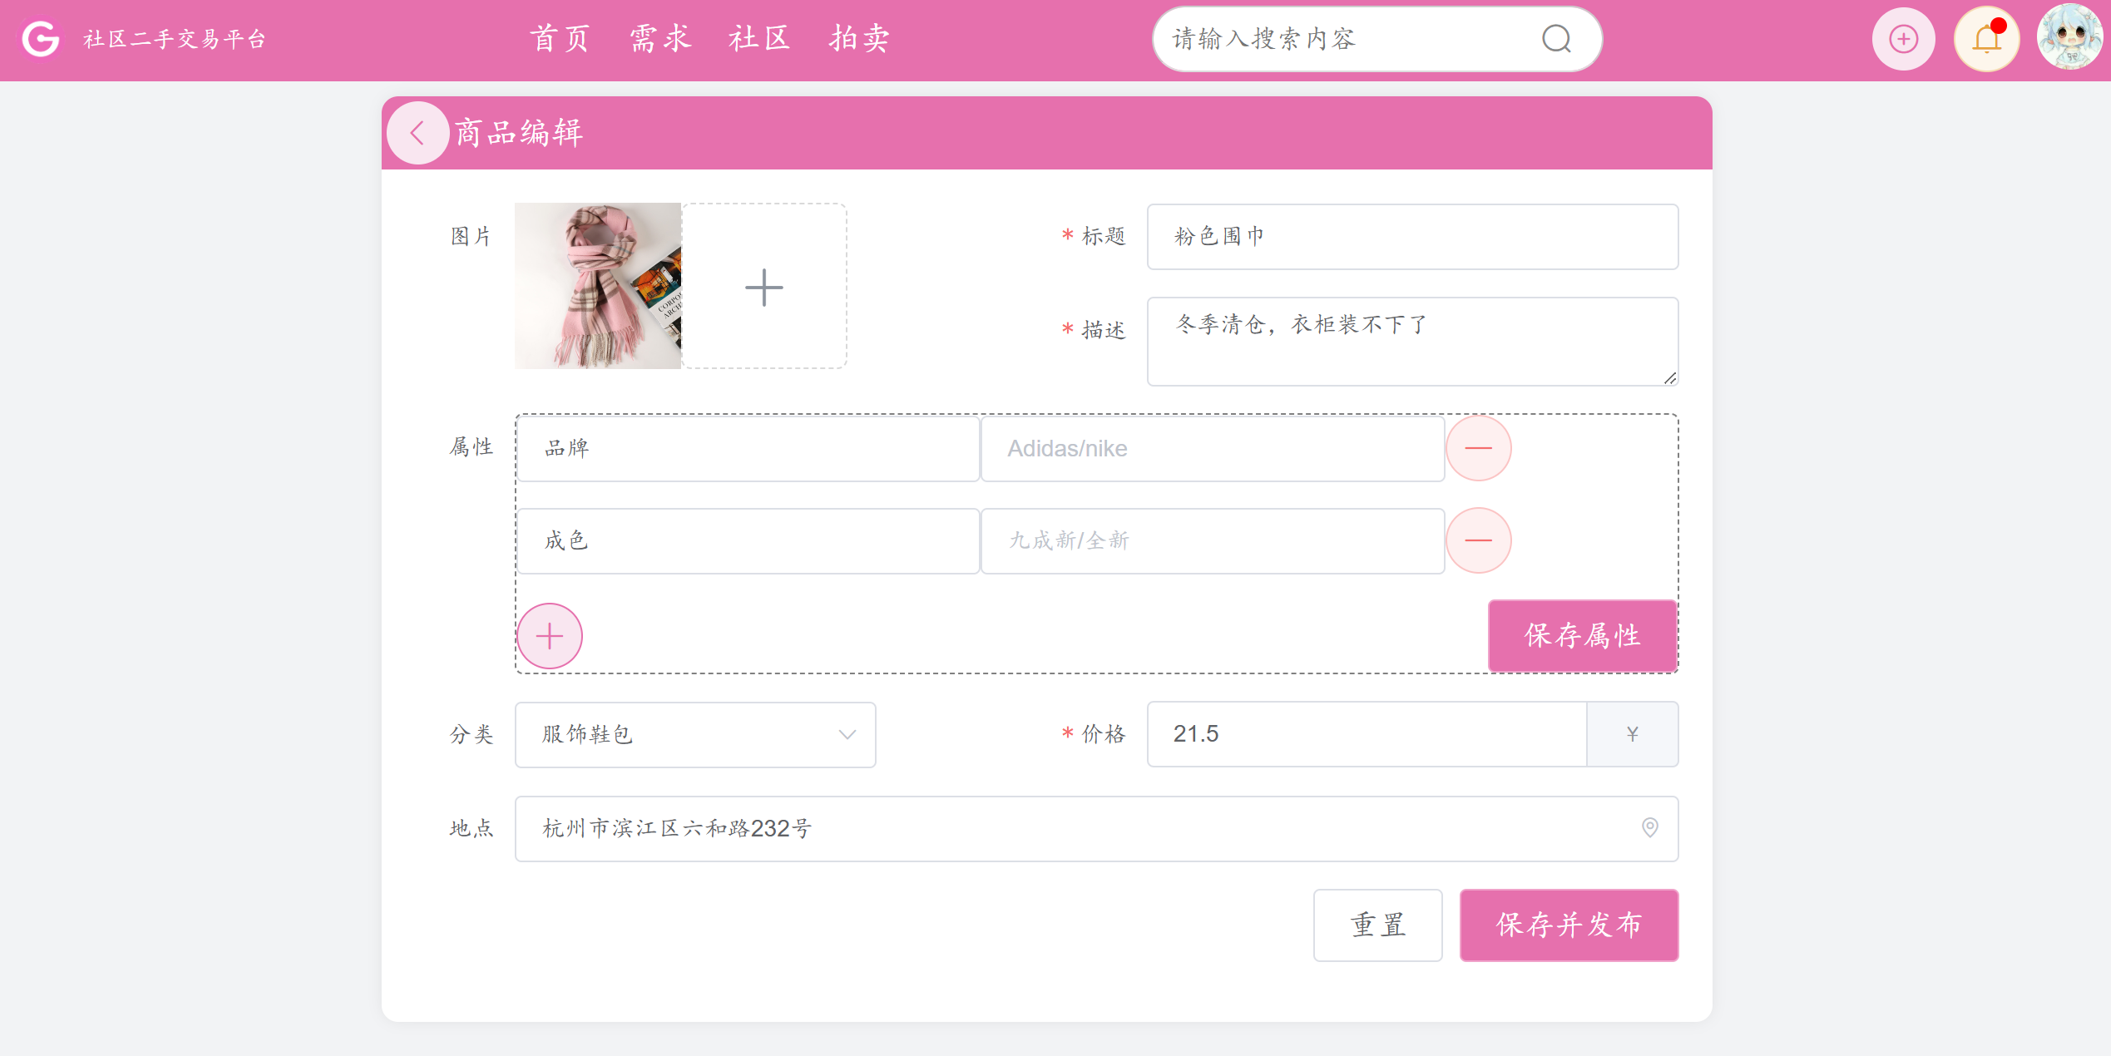 社区二手交易平台
首页 需求 社区 拍卖
请输入搜索内容
商品编辑
图片
* 标题 粉色围巾
* 描述 冬季清仓，衣柜装不下了
属性 品牌 Adidas/nike
成色 九成新/全新
保存属性
分类 服饰鞋包
* 价格 21.5 ¥
地点 杭州市滨江区六和路232号
重置 保存并发布